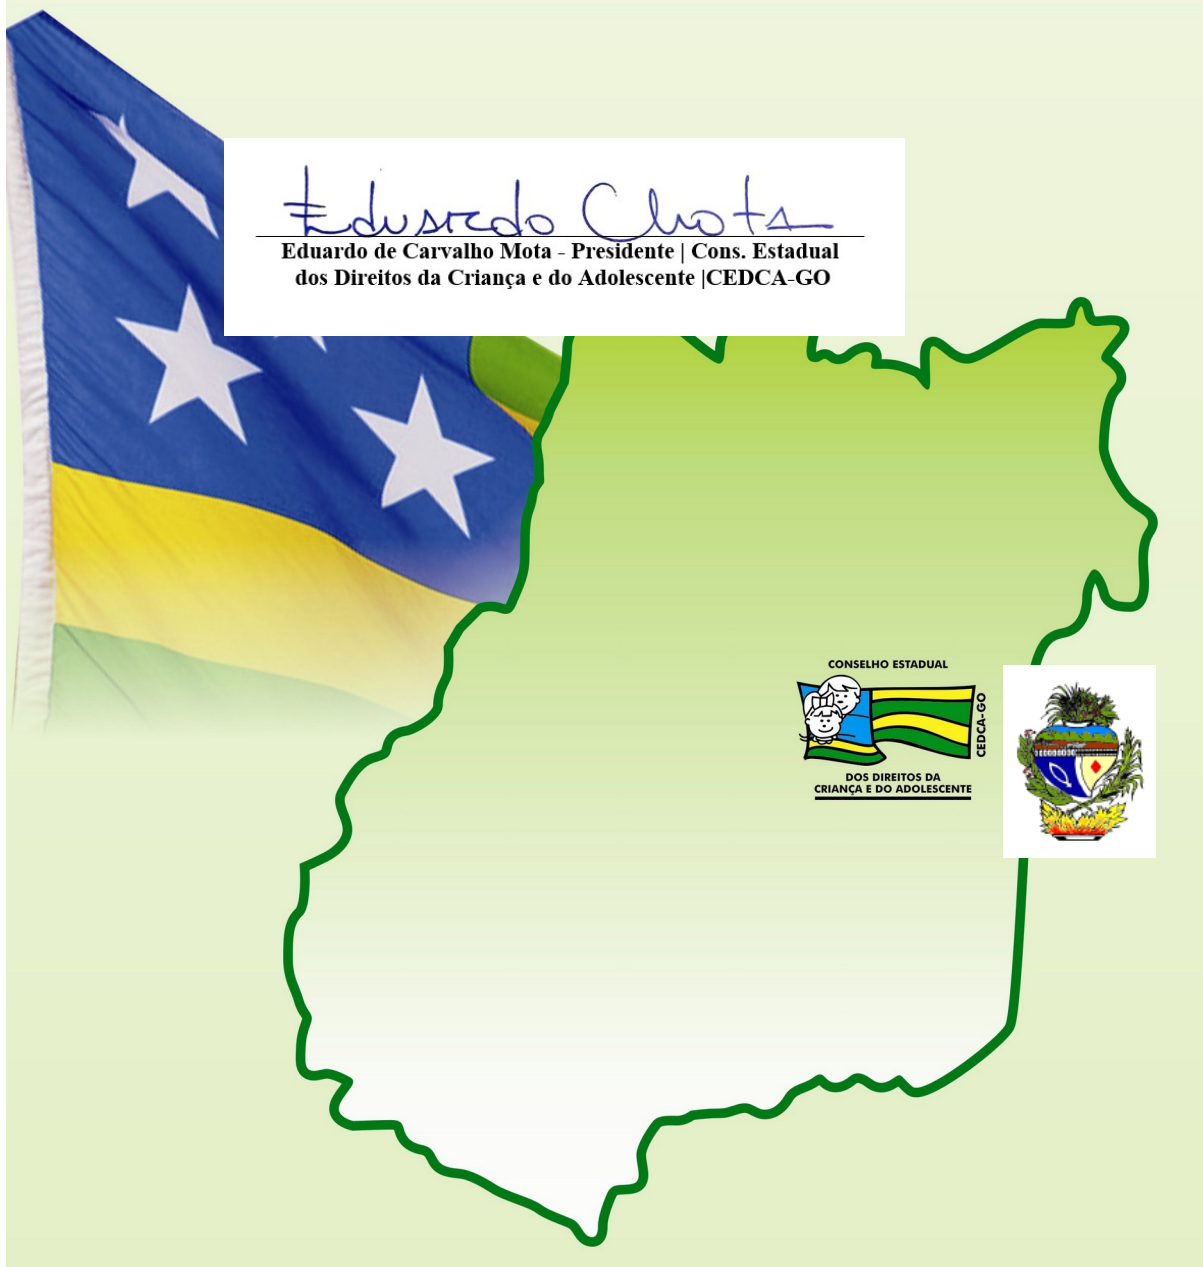 Eduardo CMota
Eduardo de Carvalho Mota - Presidente | Cons. Estadual
dos Direitos da Criança e do Adolescente |CEDCA-GO
CONSELHO ESTADUAL
CEDCA-GO
DOS DIREITOS DA
CRIANÇA E DO ADOLESCENTE